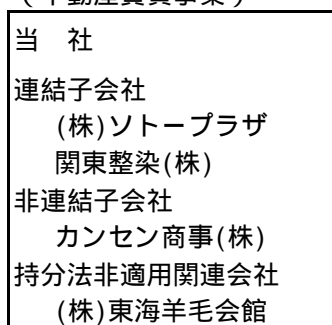 (不動産賃貸事業)
当 社
連結子会社
(株)ソトープラザ
関東整染(株)
非連結子会社
カンセン商事(株)
持分法非適用関連会社
(株)東海羊毛会館